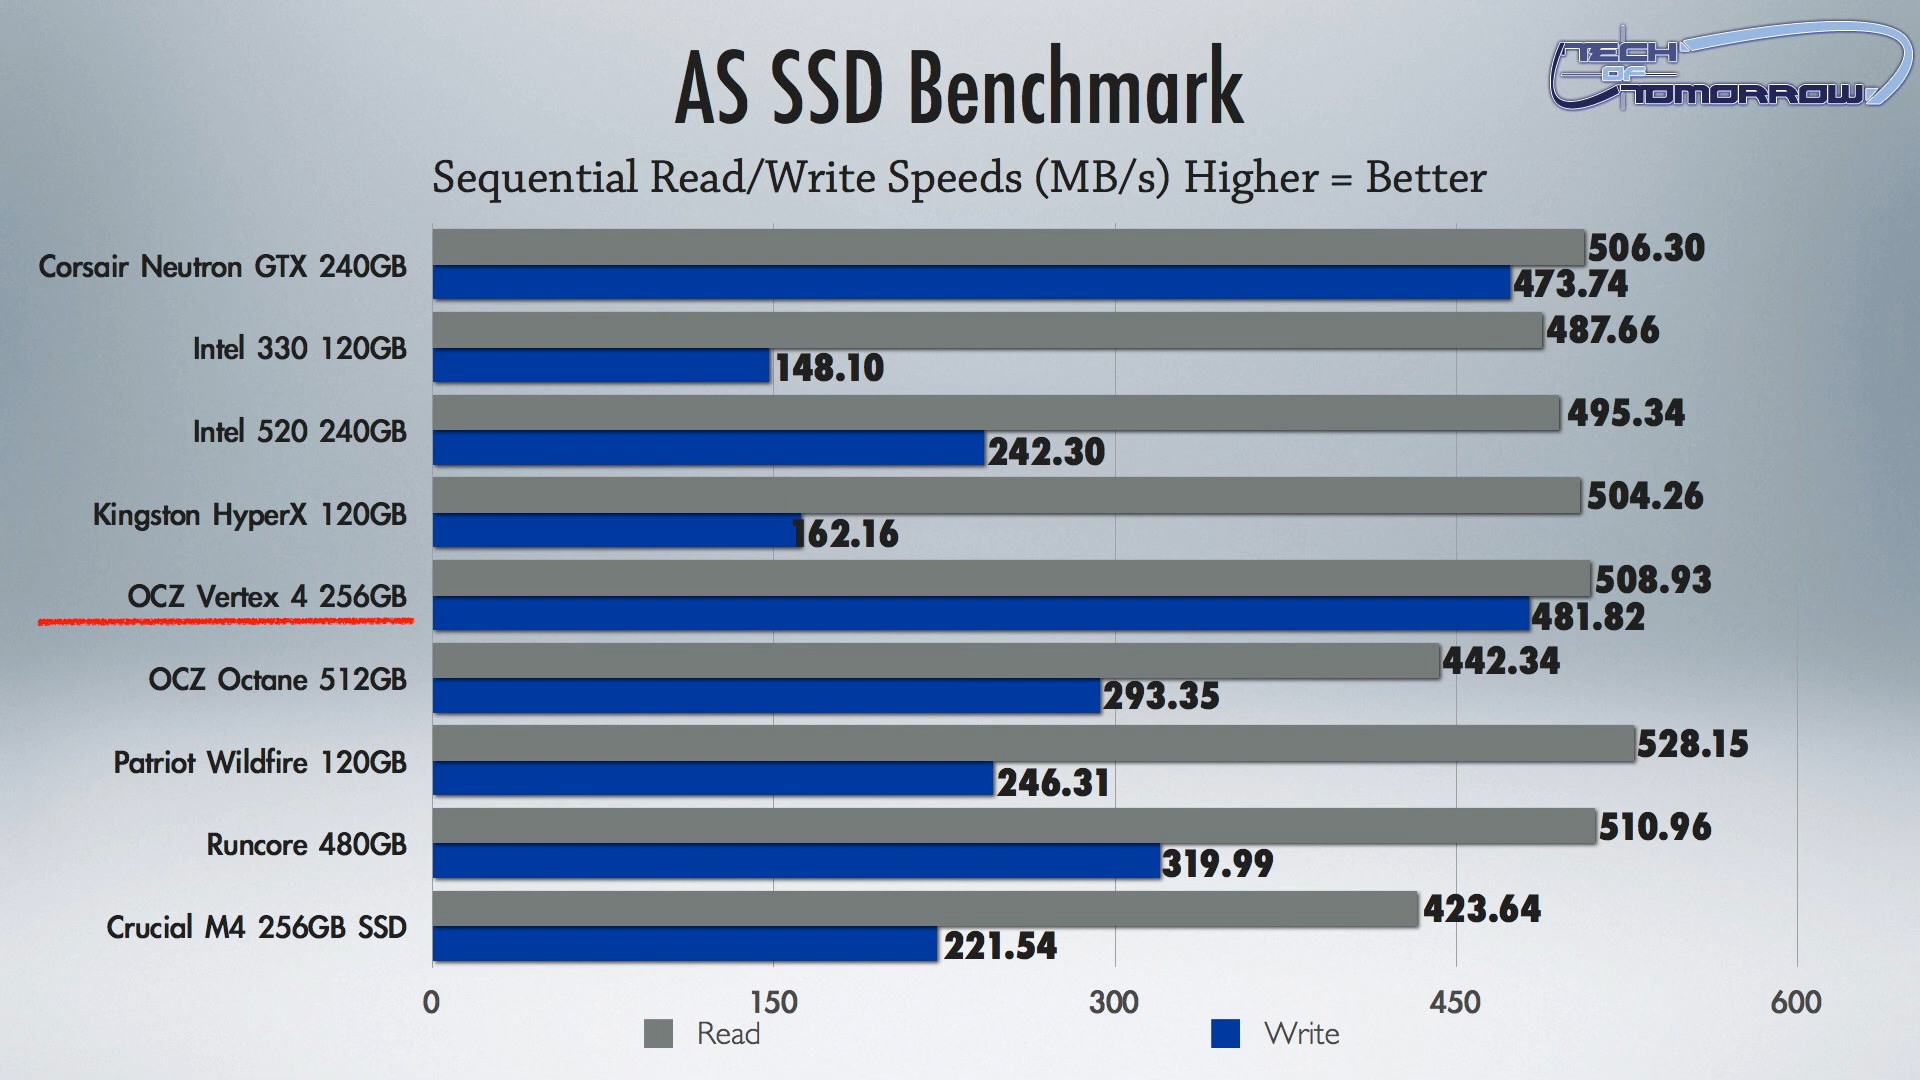 TECH
OF
TOMORROW
AS SSD Benchmark
Sequential Read/Write Speeds (MB/s) Higher = Better
Corsair Neutron GTX 240GB
506.30
473.74
Intel 330 120GB
487.66
148.10
Intel 520 240GB
495.34
242.30
Kingston HyperX 120GB
504.26
162.16
OCZ Vertex 4 256GB
508.93
481.82
OCZ Octane 512GB
442.34
293.35
Patriot Wildfire 120GB
528.15
246.31
Runcore 480GB
510.96
319.99
Crucial M4 256GB SSD
423.64
221.54
0 150 300 450 600
Read Write